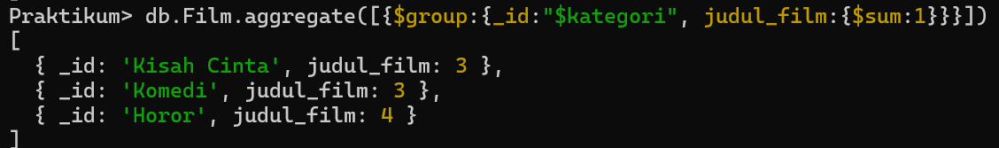 Praktikum> db.Film.aggregate([{$group:{_id:"$kategori", judul_film:{$sum:1}}}])
[
  { _id: 'Kisah Cinta', judul_film: 3 },
  { _id: 'Komedi', judul_film: 3 },
  { _id: 'Horor', judul_film: 4 }
]